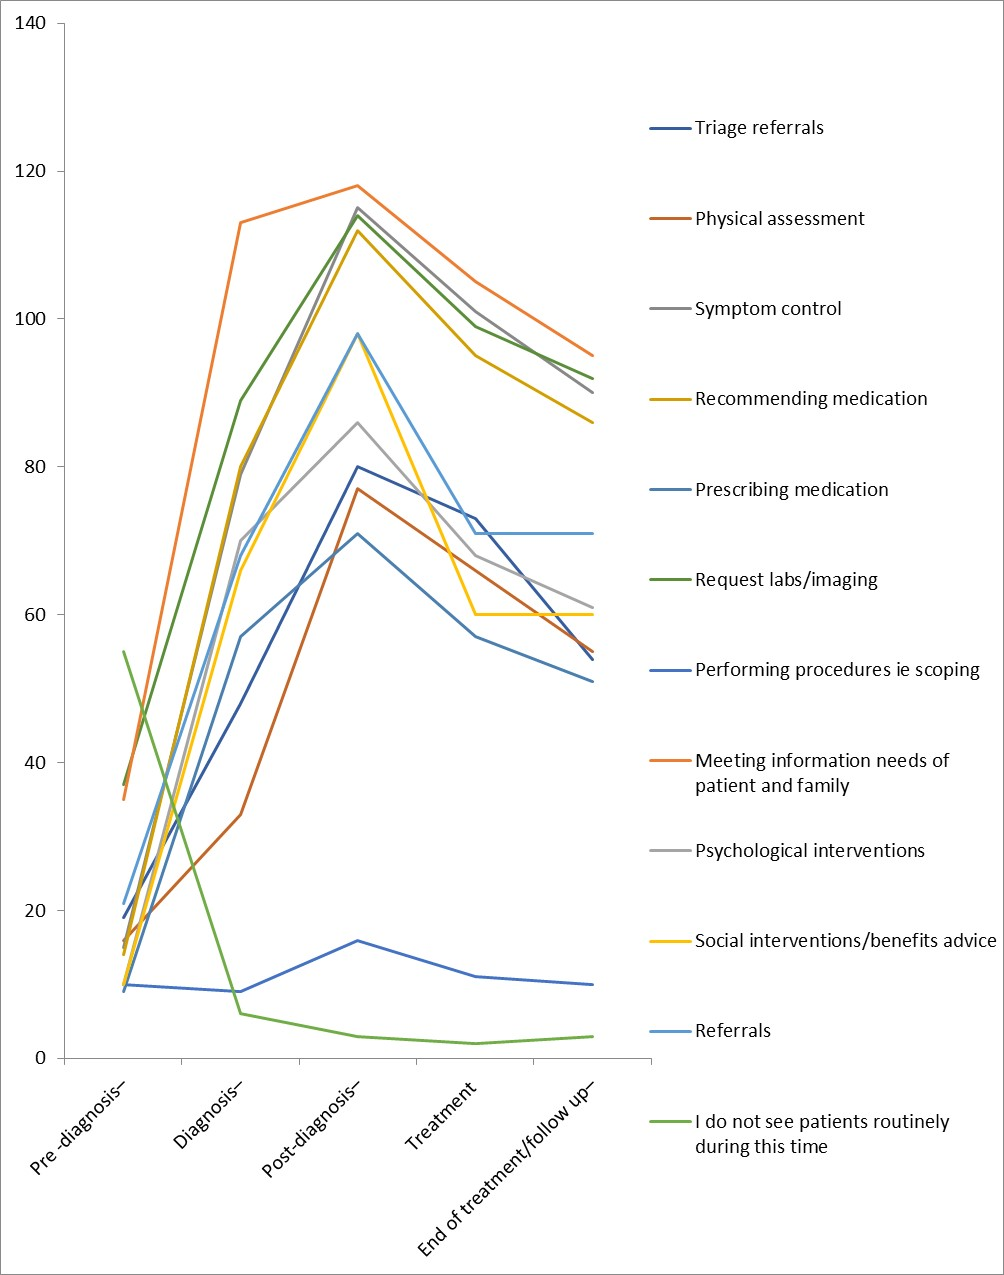 140
120
100
80
60
40
20
0
Pre -diagnosis–
Diagnosis–
Post-diagnosis–
Treatment
End of treatment/follow up–
Triage referrals
Physical assessment
Symptom control
Recommending medication
Prescribing medication
Request labs/imaging
Performing procedures ie scoping
Meeting information needs of
patient and family
Psychological interventions
Social interventions/benefits advice
Referrals
I do not see patients routinely
during this time